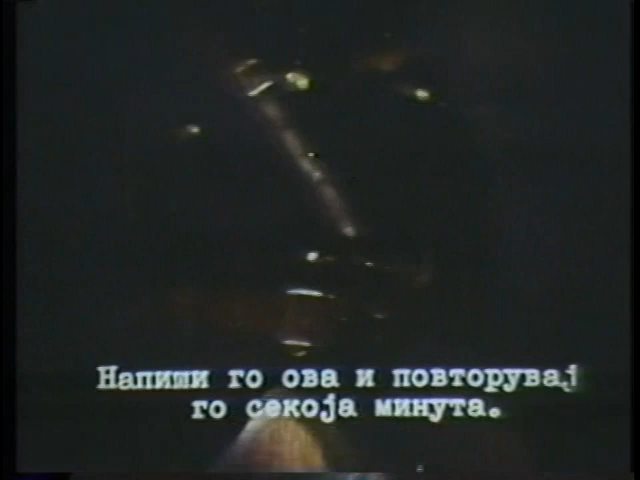 Напиши го ова и повторувај
го секоја минута.